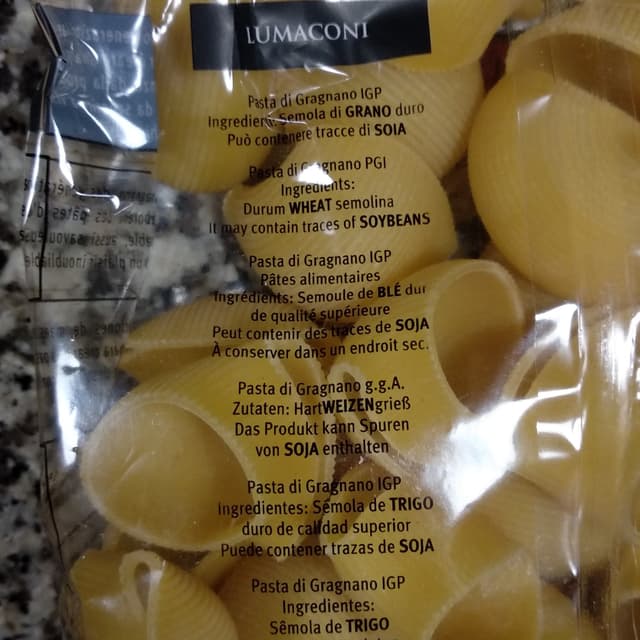 LUMACONI
Pasta di Gragnano IGP
Ingredienti: Semola di GRANO duro
Può contenere tracce di SOIA
Pasta di Gragnano PGI
Ingredients:
Durum WHEAT semolina
It may contain traces of SOYBEANS
Pasta di Gragnano IGP
Pâtes alimentaires
Ingrédients: Semoule de BLÉ dur
de qualité supérieure
Peut contenir des traces de SOJA
À conserver dans un endroit sec.
Pasta di Gragnano g.g.A.
Zutaten: HartWEIZENgrieß
Das Produkt kann Spuren
von SOJA enthalten
Pasta di Gragnano IGP
Ingredientes: Sémola de TRIGO
duro de calidad superior
Puede contener trazas de SOJA
Pasta di Gragnano IGP
Ingredientes:
Sêmola de TRIGO